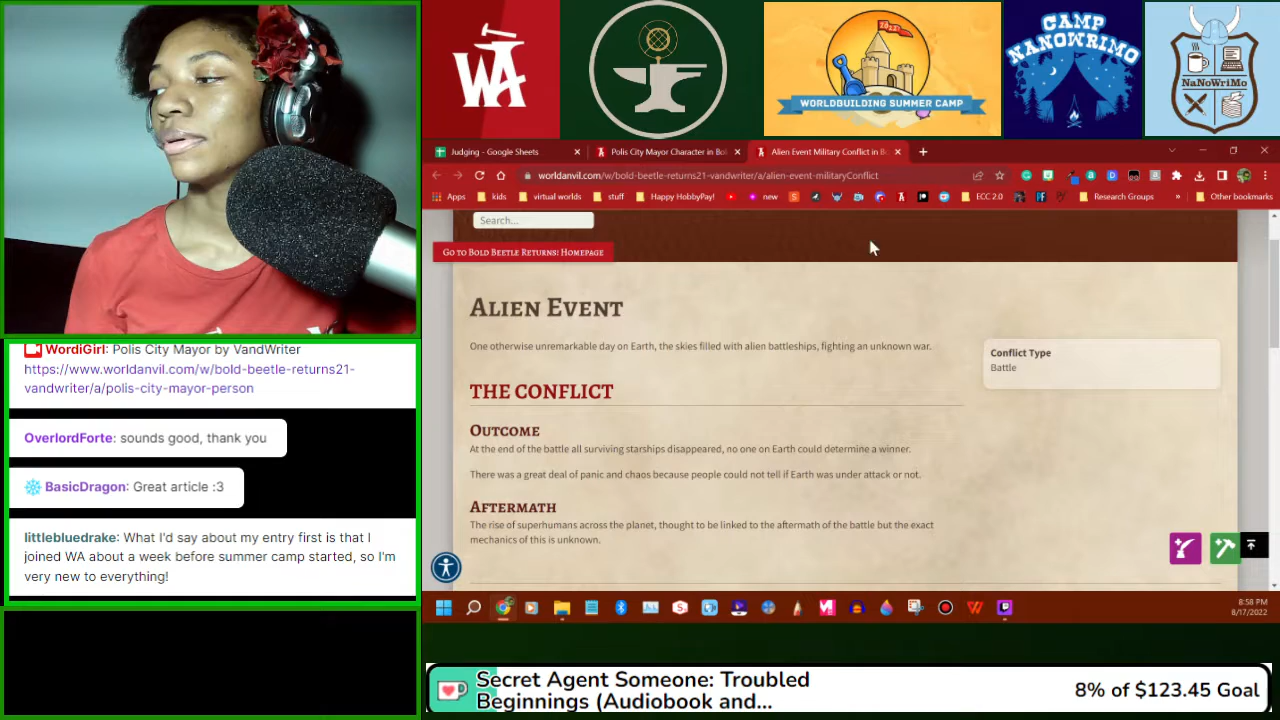 WA
2022
WORLDBUILDING SUMMER CAMP
CAMP
NANOWRIMO
NaNoWriMo
WordiGirl: Polis City Mayor by VandWriter
https://www.worldanvil.com/w/bold-beetle-returns21-
vandwriter/a/polis-city-mayor-person
OverlordForte: sounds good, thank you
BasicDragon: Great article :3
littlebluedrake: What I'd say about my entry first is that I
joined WA about a week before summer camp started, so I'm
very new to everything!
Judging - Google Sheets
Polis City Mayor Character in Bol
Alien Event Military Conflict in Bo
worldanvil.com/w/bold-beetle-returns21-vandwriter/a/alien-event-militaryConflict
Apps
kids
virtual worlds
stuff
Happy HobbyPay!
new
ECC 2.0
Research Groups
»
Other bookmarks
Search...
Go to Bold Beetle Returns! Homepage
Alien Event
One otherwise unremarkable day on Earth, the skies filled with alien battleships, fighting an unknown war.
Conflict Type
Battle
THE CONFLICT
Outcome
At the end of the battle all surviving starships disappeared, no one on Earth could determine a winner.
There was a great deal of panic and chaos because people could not tell if Earth was under attack or not.
Aftermath
The rise of superhumans across the planet, thought to be linked to the aftermath of the battle but the exact
mechanics of this is unknown.
8:58 PM
8/17/2022
Secret Agent Someone: Troubled
Beginnings (Audiobook and...
8% of $123.45 Goal